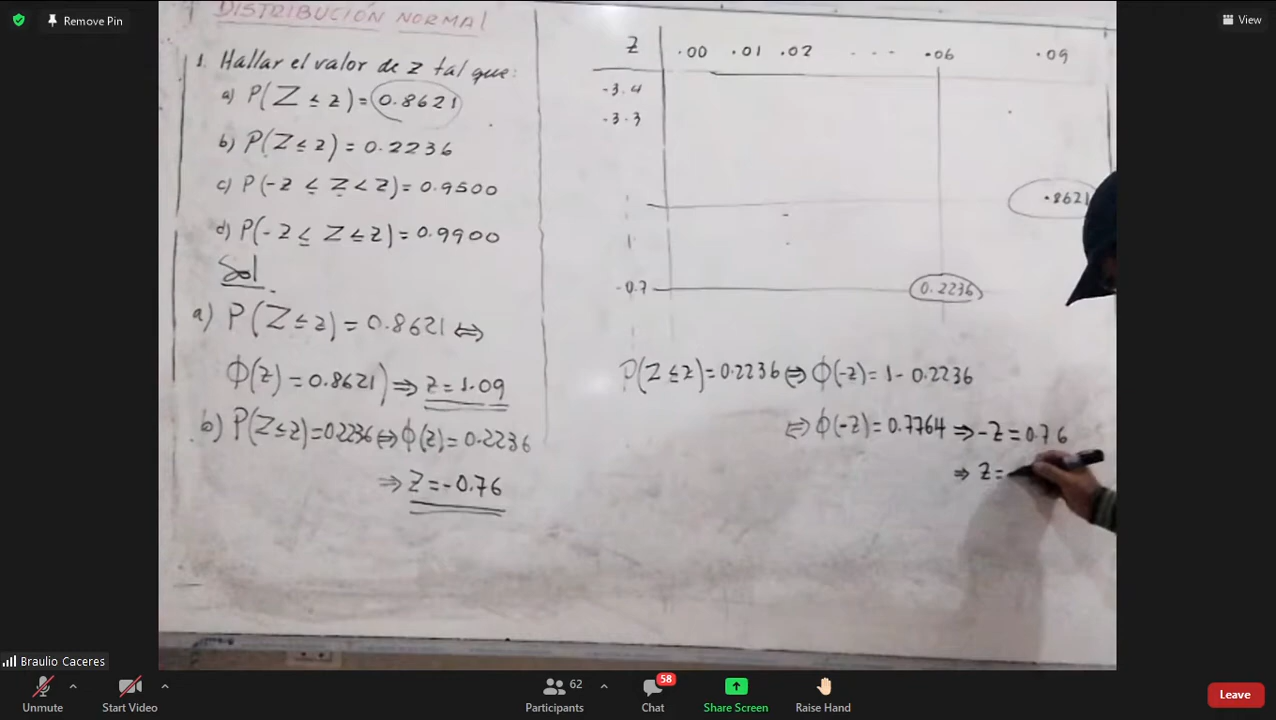 Remove Pin
View
DISTRIBUCIÓN NORMAL
1. Hallar el valor de z tal que:
a) P(Z ≤ z) = 0.8621
b) P(Z ≤ z) = 0.2236
c) P(-z ≤ Z < z) = 0.9500
d) P(-z ≤ Z ≤ z) = 0.9900
Sol
a) P(Z ≤ z) = 0.8621 ⇔
Φ(z) = 0.8621) ⇒ z = 1.09
b) P(Z ≤ z) = 0.2236 ⇔ Φ(z) = 0.2236
⇒ Z = -0.76
Z .00 .01 .02 . . . .06 .09
-3.4
-3.3
.8621
-0.7 0.2236
P(Z ≤ z) = 0.2236 ⇔ Φ(-z) = 1 - 0.2236
⇔ Φ(-z) = 0.7764 ⇒ -z = 0.76
⇒ Z = -
Braulio Caceres
Unmute
Start Video
62
Participants
58
Chat
Share Screen
Raise Hand
Leave